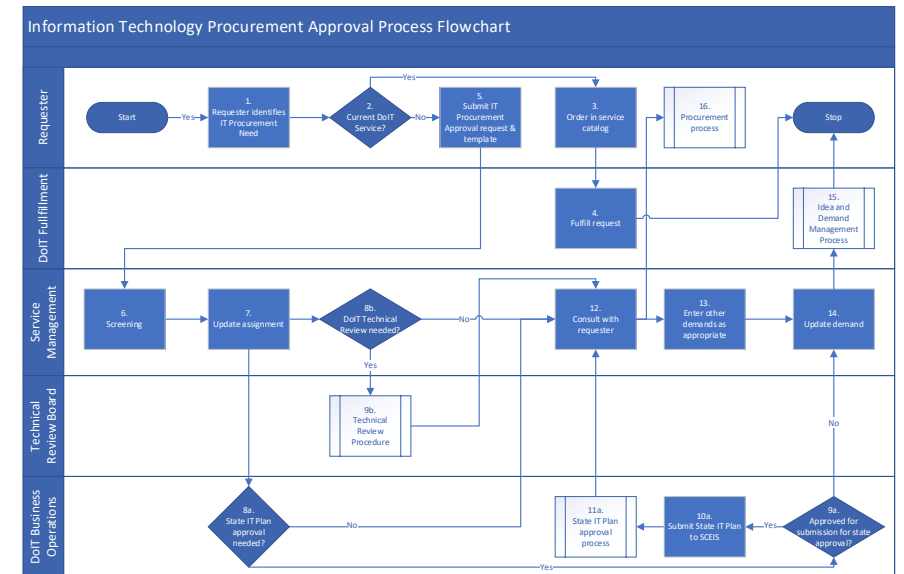 Information Technology Procurement Approval Process Flowchart
Requester
Start
Yes
1.
Requester identifies
IT Procurement
Need
2.
Current DoIT
Service?
Yes
No
5.
Submit IT
Procurement
Approval request &
template
3.
Order in service
catalog
16.
Procurement
process
Stop
DoIT Fullfillment
4.
Fulfill request
15.
Idea and
Demand
Management
Process
Service
Management
6.
Screening
7.
Update assignment
8b.
DoIT Technical
Review needed?
No
Yes
12.
Consult with
requester
13.
Enter other
demands as
appropriate
14.
Update demand
Technical
Review Board
9b.
Technical
Review
Procedure
No
DoIT Business
Operations
8a.
State IT Plan
approval
needed?
No
Yes
11a.
State IT Plan
approval
process
10a.
Submit State IT Plan
to SCEIS
Yes
9a.
Approved for
submission for state
approval?